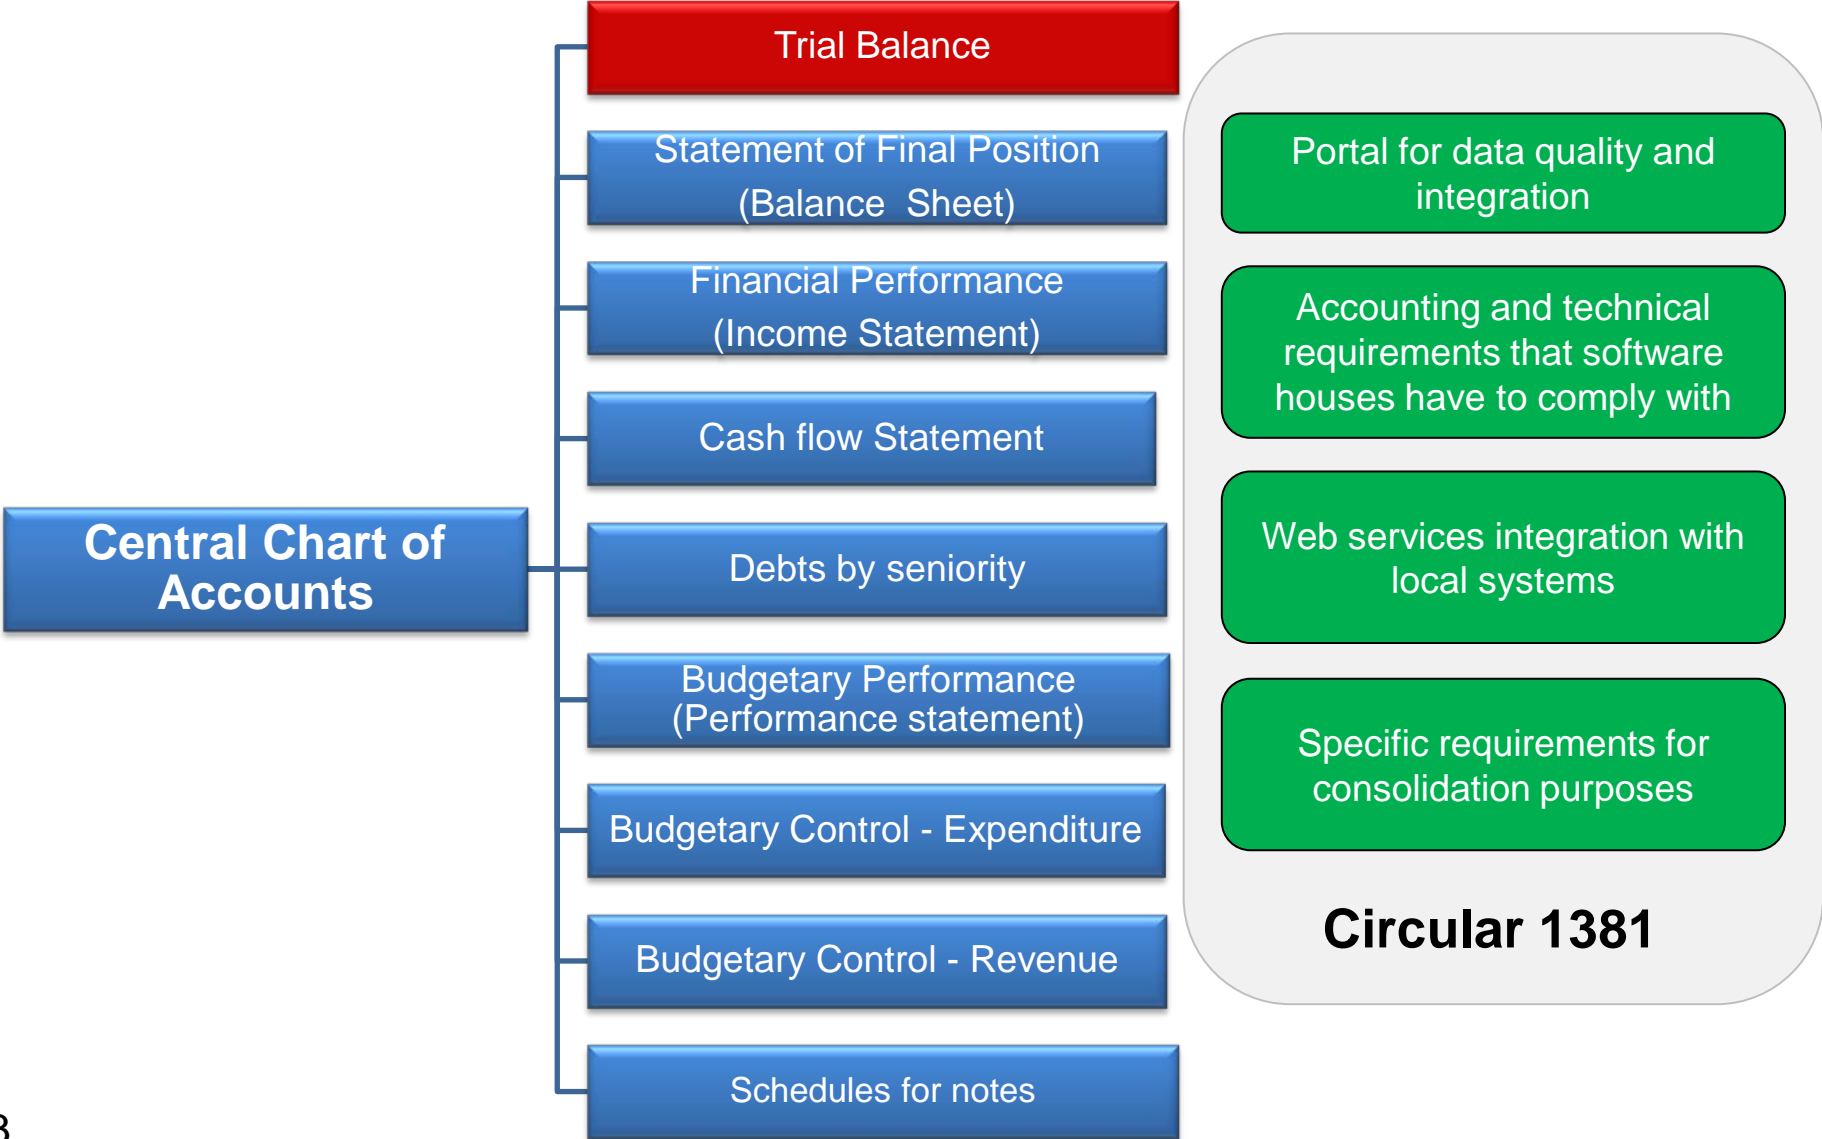 Trial Balance
Statement of Final Position
(Balance Sheet)
Financial Performance
(Income Statement)
Cash flow Statement
Central Chart of
Accounts
Debts by seniority
Budgetary Performance
(Performance statement)
Budgetary Control - Expenditure
Budgetary Control - Revenue
Schedules for notes
Portal for data quality and
integration
Accounting and technical
requirements that software
houses have to comply with
Web services integration with
local systems
Specific requirements for
consolidation purposes
Circular 1381